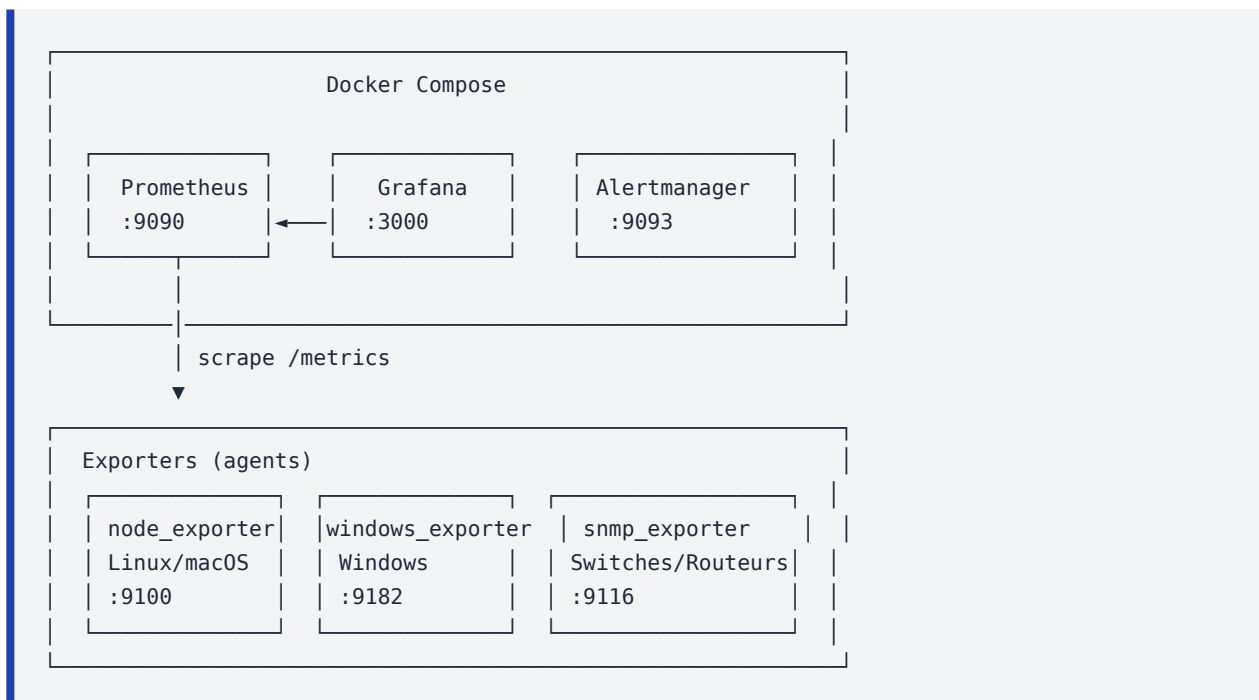 Docker Compose
Prometheus Grafana Alertmanager
:9090 :3000 :9093
scrape /metrics
Exporters (agents)
node_exporter windows_exporter snmp_exporter
Linux/macOS Windows Switches/Routeurs
:9100 :9182 :9116